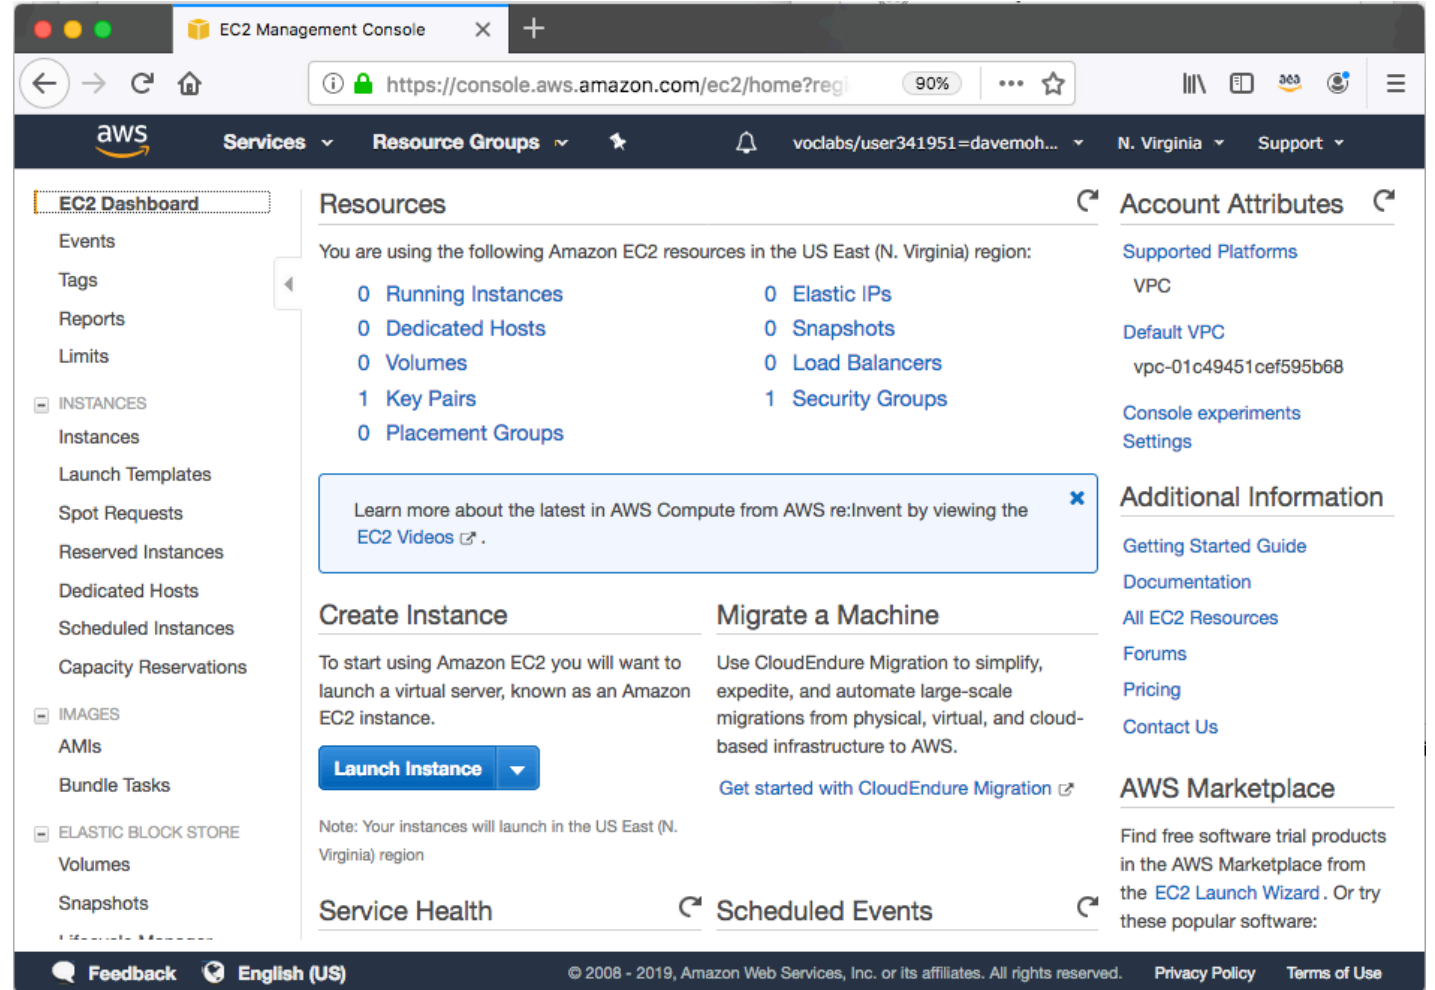 EC2 Management Console
https://console.aws.amazon.com/ec2/home?regi
90%
aws
Services
Resource Groups
voclabs/user341951=davemoh...
N. Virginia
Support
EC2 Dashboard
Events
Tags
Reports
Limits
INSTANCES
Instances
Launch Templates
Spot Requests
Reserved Instances
Dedicated Hosts
Scheduled Instances
Capacity Reservations
IMAGES
AMIs
Bundle Tasks
ELASTIC BLOCK STORE
Volumes
Snapshots
Lifecycle Manager
Resources
You are using the following Amazon EC2 resources in the US East (N. Virginia) region:
0 Running Instances
0 Elastic IPs
0 Dedicated Hosts
0 Snapshots
0 Volumes
0 Load Balancers
1 Key Pairs
1 Security Groups
0 Placement Groups
Learn more about the latest in AWS Compute from AWS re:Invent by viewing the
EC2 Videos .
Create Instance
To start using Amazon EC2 you will want to
launch a virtual server, known as an Amazon
EC2 instance.
Launch Instance
Note: Your instances will launch in the US East (N.
Virginia) region
Migrate a Machine
Use CloudEndure Migration to simplify,
expedite, and automate large-scale
migrations from physical, virtual, and cloud-
based infrastructure to AWS.
Get started with CloudEndure Migration
Service Health
Scheduled Events
Account Attributes
Supported Platforms
VPC
Default VPC
vpc-01c49451cef595b68
Console experiments
Settings
Additional Information
Getting Started Guide
Documentation
All EC2 Resources
Forums
Pricing
Contact Us
AWS Marketplace
Find free software trial products
in the AWS Marketplace from
the EC2 Launch Wizard. Or try
these popular software:
Feedback
English (US)
© 2008 - 2019, Amazon Web Services, Inc. or its affiliates. All rights reserved.
Privacy Policy
Terms of Use